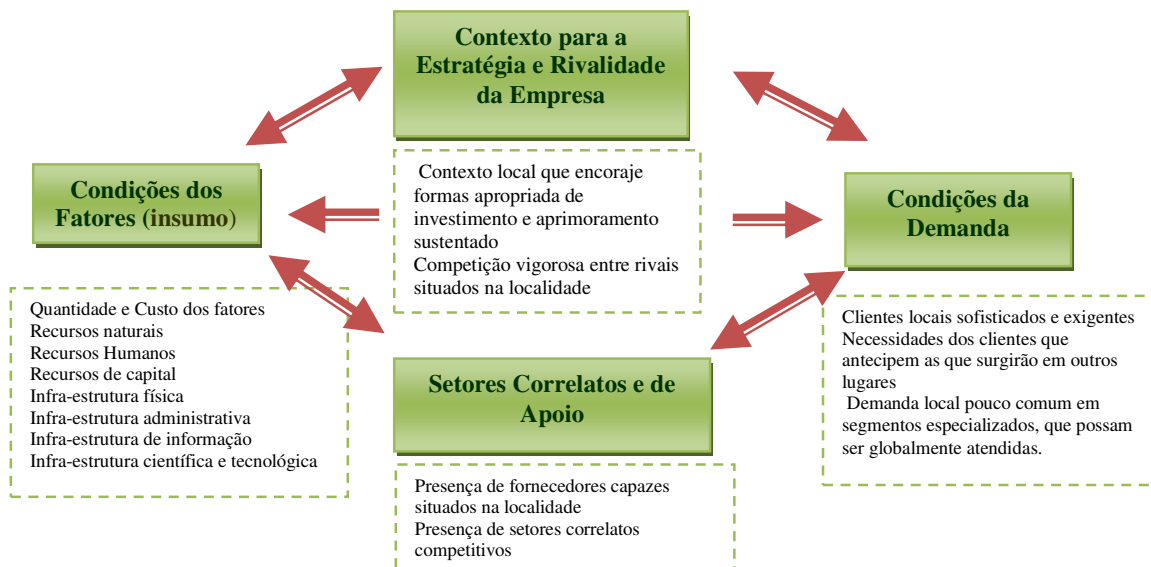 Contexto para a
Estratégia e Rivalidade
da Empresa
Contexto local que encoraje
formas apropriada de
investimento e aprimoramento
sustentado
Competição vigorosa entre rivais
situados na localidade
Condições dos
Fatores (insumo)
Quantidade e Custo dos fatores
Recursos naturais
Recursos Humanos
Recursos de capital
Infra-estrutura física
Infra-estrutura administrativa
Infra-estrutura de informação
Infra-estrutura científica e tecnológica
Condições da
Demanda
Clientes locais sofisticados e exigentes
Necessidades dos clientes que
antecipem as que surgirão em outros
lugares
Demanda local pouco comum em
segmentos especializados, que possam
ser globalmente atendidas.
Setores Correlatos e de
Apoio
Presença de fornecedores capazes
situados na localidade
Presença de setores correlatos
competitivos